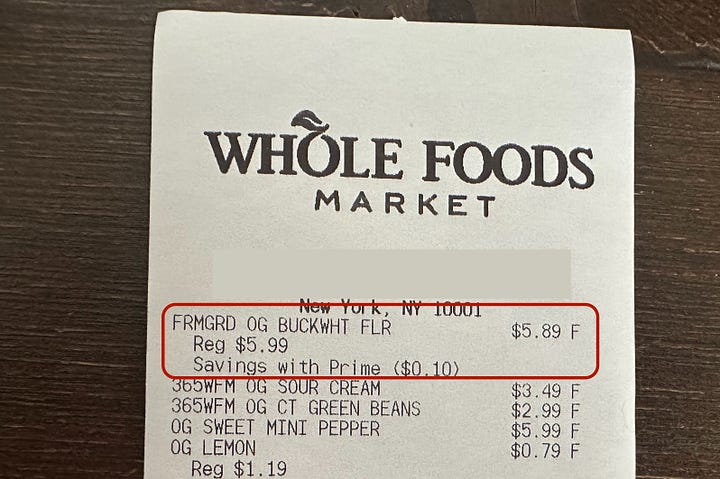 WHOLE FOODS
MARKET
New York, NY 10001
FRMGRD OG BUCKWHT FLR $5.89 F
Reg $5.99
Savings with Prime ($0.10)
365WFM OG SOUR CREAM $3.49 F
365WFM OG CT GREEN BEANS $2.99 F
OG SWEET MINI PEPPER $5.99 F
OG LEMON $0.79 F
Reg $1.19